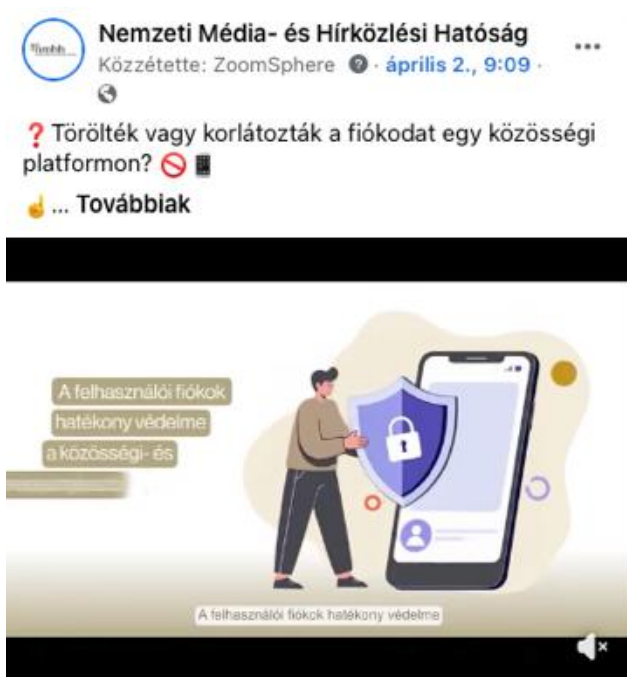 Nemzeti Média- és Hírközlési Hatóság
Közzétette: ZoomSphere · április 2., 9:09 ·
❓Törölték vagy korlátozták a fiókodat egy közösségi
platformon? 🚫📱
☝️... Továbbiak
A felhasználói fiókok
hatékony védelme
a közösségi- és
A felhasználói fiókok hatékony védelme